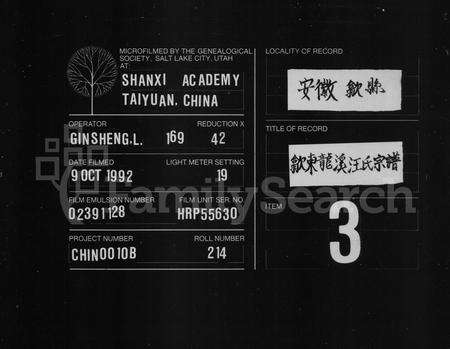 MICROFILMED BY THE GENEALOGICAL
SOCIETY, SALT LAKE CITY, UTAH
AT:
SHANXI ACADEMY
TAIYUAN, CHINA
OPERATOR
REDUCTION X
GINSHENG.L.
169
42
DATE FILMED
LIGHT METER SETTING
9 OCT 1992
.19
FILM EMULSION NUMBER
FILM UNIT SER. NO
02391128
HRP55630
PROJECT NUMBER
ROLL NUMBER
CHIN0010B
214
LOCALITY OF RECORD
安徽 歙縣
TITLE OF RECORD
歙東龍溪汪氏宗譜
ITEM
3
FamilySearch